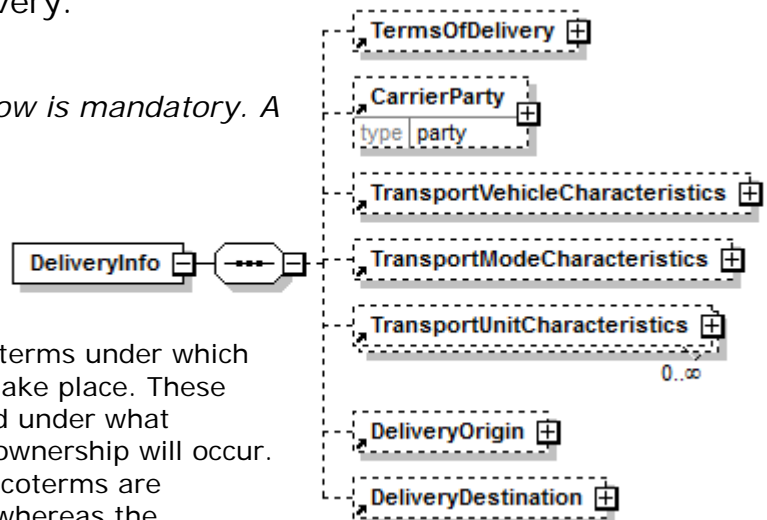 very.
ow is mandatory. A
terms under which
ake place. These
d under what
ownership will occur.
coterms are
whereas the
DeliveryInfo
TermsOfDelivery
CarrierParty
type party
TransportVehicleCharacteristics
TransportModeCharacteristics
TransportUnitCharacteristics
0..∞
DeliveryOrigin
DeliveryDestination